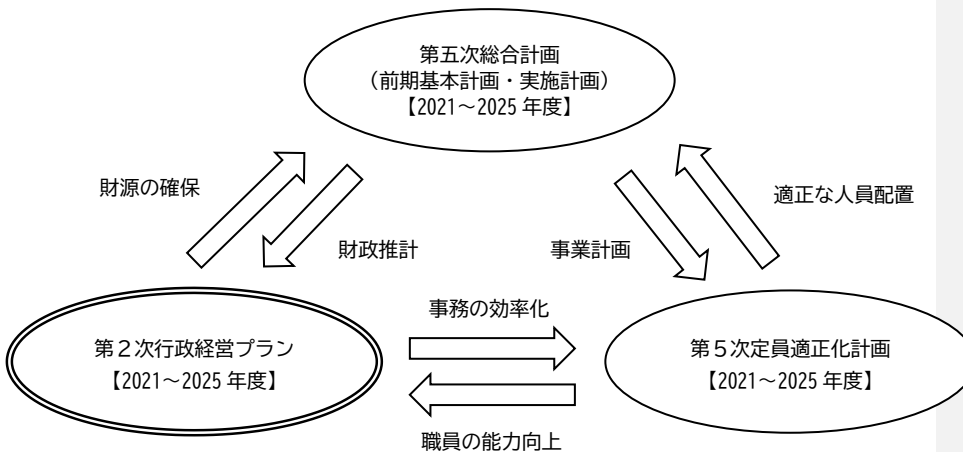 第五次総合計画
（前期基本計画・実施計画）
【2021～2025 年度】
財源の確保
財政推計
事業計画
適正な人員配置
事務の効率化
第２次行政経営プラン
【2021～2025 年度】
第５次定員適正化計画
【2021～2025 年度】
職員の能力向上